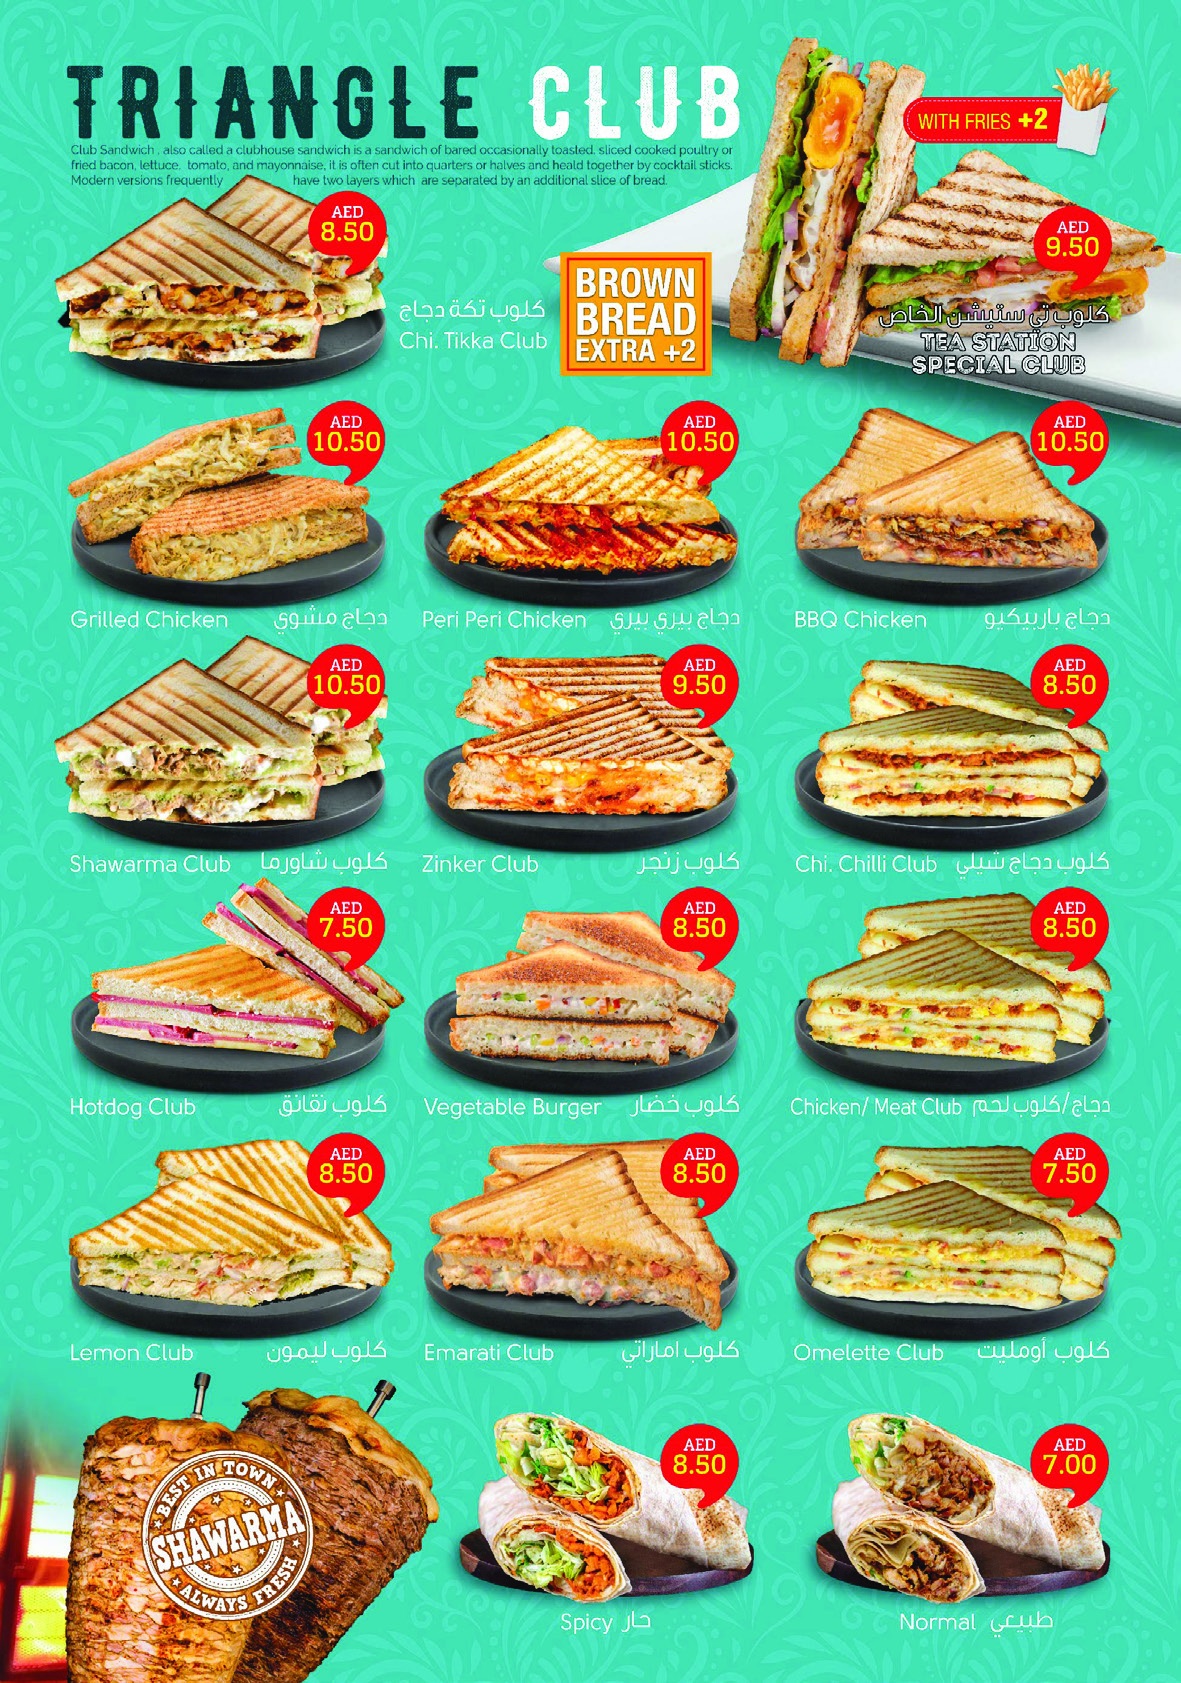 TRIANGLE CLUB
Club Sandwich , also called a clubhouse sandwich is a sandwich of bared occasionally toasted, sliced cooked poultry or
fried bacon, lettuce, tomato, and mayonnaise, it is often cut into quarters or halves and heald together by cocktail sticks.
Modern versions frequently have two layers which are separated by an additional slice of bread.
WITH FRIES +2
AED
8.50
كلوب تكة دجاج
Chi. Tikka Club
BROWN
BREAD
EXTRA +2
AED
9.50
كلوب تي ستيشن الخاص
TEA STATION
SPECIAL CLUB
AED
10.50
Grilled Chicken دجاج مشوي
AED
10.50
Peri Peri Chicken دجاج بيري بيري
AED
10.50
BBQ Chicken دجاج باربيكيو
AED
10.50
Shawarma Club كلوب شاورما
AED
9.50
Zinker Club كلوب زنجر
AED
8.50
Chi. Chilli Club كلوب دجاج شيلي
AED
7.50
Hotdog Club كلوب نقانق
AED
8.50
Vegetable Burger كلوب خضار
AED
8.50
Chicken/ Meat Club دجاج/كلوب لحم
AED
8.50
Lemon Club كلوب ليمون
AED
8.50
Emarati Club كلوب اماراتي
AED
7.50
Omelette Club كلوب أومليت
BEST IN TOWN
SHAWARMA
ALWAYS FRESH
AED
8.50
Spicy حار
AED
7.00
Normal طبيعي